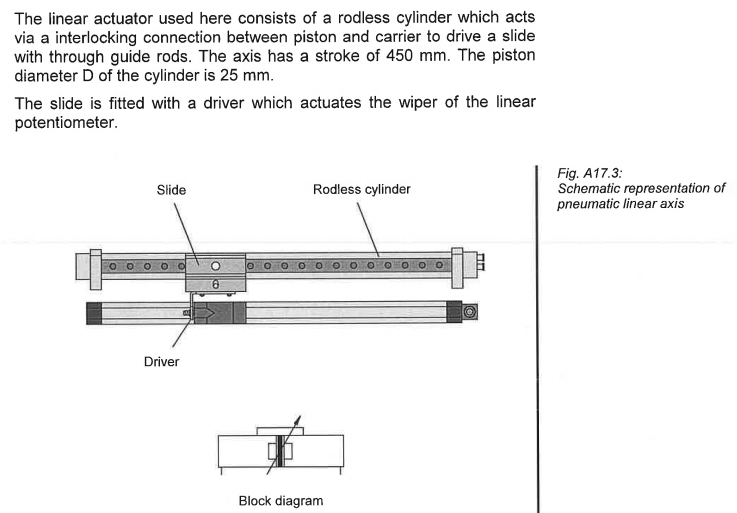 The linear actuator used here consists of a rodless cylinder which acts
via a interlocking connection between piston and carrier to drive a slide
with through guide rods. The axis has a stroke of 450 mm. The piston
diameter D of the cylinder is 25 mm.
The slide is fitted with a driver which actuates the wiper of the linear
potentiometer.
Fig. A17.3:
Schematic representation of
pneumatic linear axis
Slide
Rodless cylinder
Driver
Block diagram